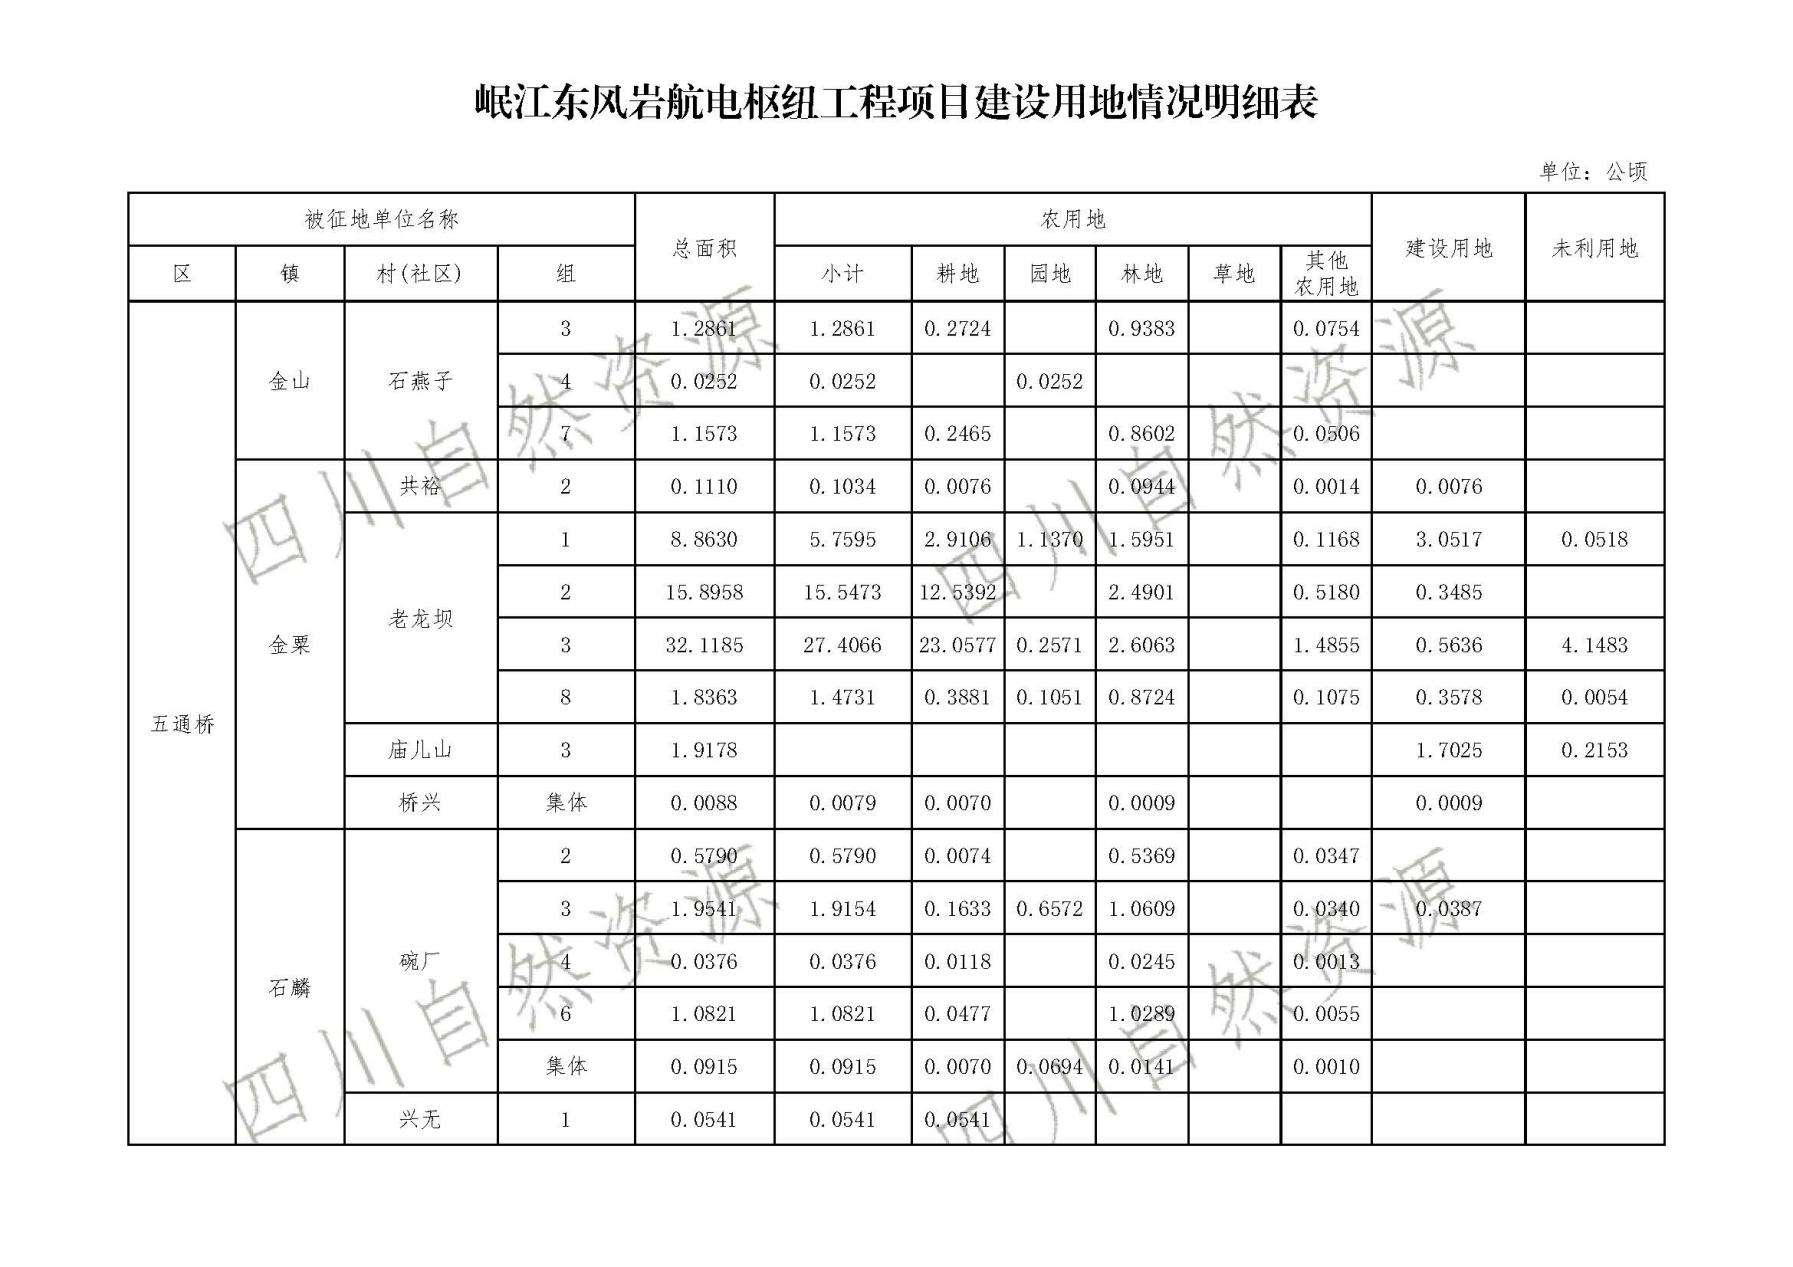 岷江东风岩航电枢纽工程项目建设用地情况明细表
单位：公顷
被征地单位名称 总面积 农用地 建设用地 未利用地
区 镇 村(社区) 组 小计 耕地 园地 林地 草地 其他农用地
五通桥 金山 石燕子 3 1.2861 1.2861 0.2724 0.9383 0.0754
4 0.0252 0.0252 0.0252
7 1.1573 1.1573 0.2465 0.8602 0.0506
金粟 共裕 2 0.1110 0.1034 0.0076 0.0944 0.0014 0.0076
老龙坝 1 8.8630 5.7595 2.9106 1.1370 1.5951 0.1168 3.0517 0.0518
2 15.8958 15.5473 12.5392 2.4901 0.5180 0.3485
3 32.1185 27.4066 23.0577 0.2571 2.6063 1.4855 0.5636 4.1483
8 1.8363 1.4731 0.3881 0.1051 0.8724 0.1075 0.3578 0.0054
庙儿山 3 1.9178 1.7025 0.2153
桥兴 集体 0.0088 0.0079 0.0070 0.0009 0.0009
石麟 碗厂 2 0.5790 0.5790 0.0074 0.5369 0.0347
3 1.9541 1.9154 0.1633 0.6572 1.0609 0.0340 0.0387
4 0.0376 0.0376 0.0118 0.0245 0.0013
6 1.0821 1.0821 0.0477 1.0289 0.0055
集体 0.0915 0.0915 0.0070 0.0694 0.0141 0.0010
兴无 1 0.0541 0.0541 0.0541
四川自然资源
四川自然资源
四川自然资源
四川自然资源